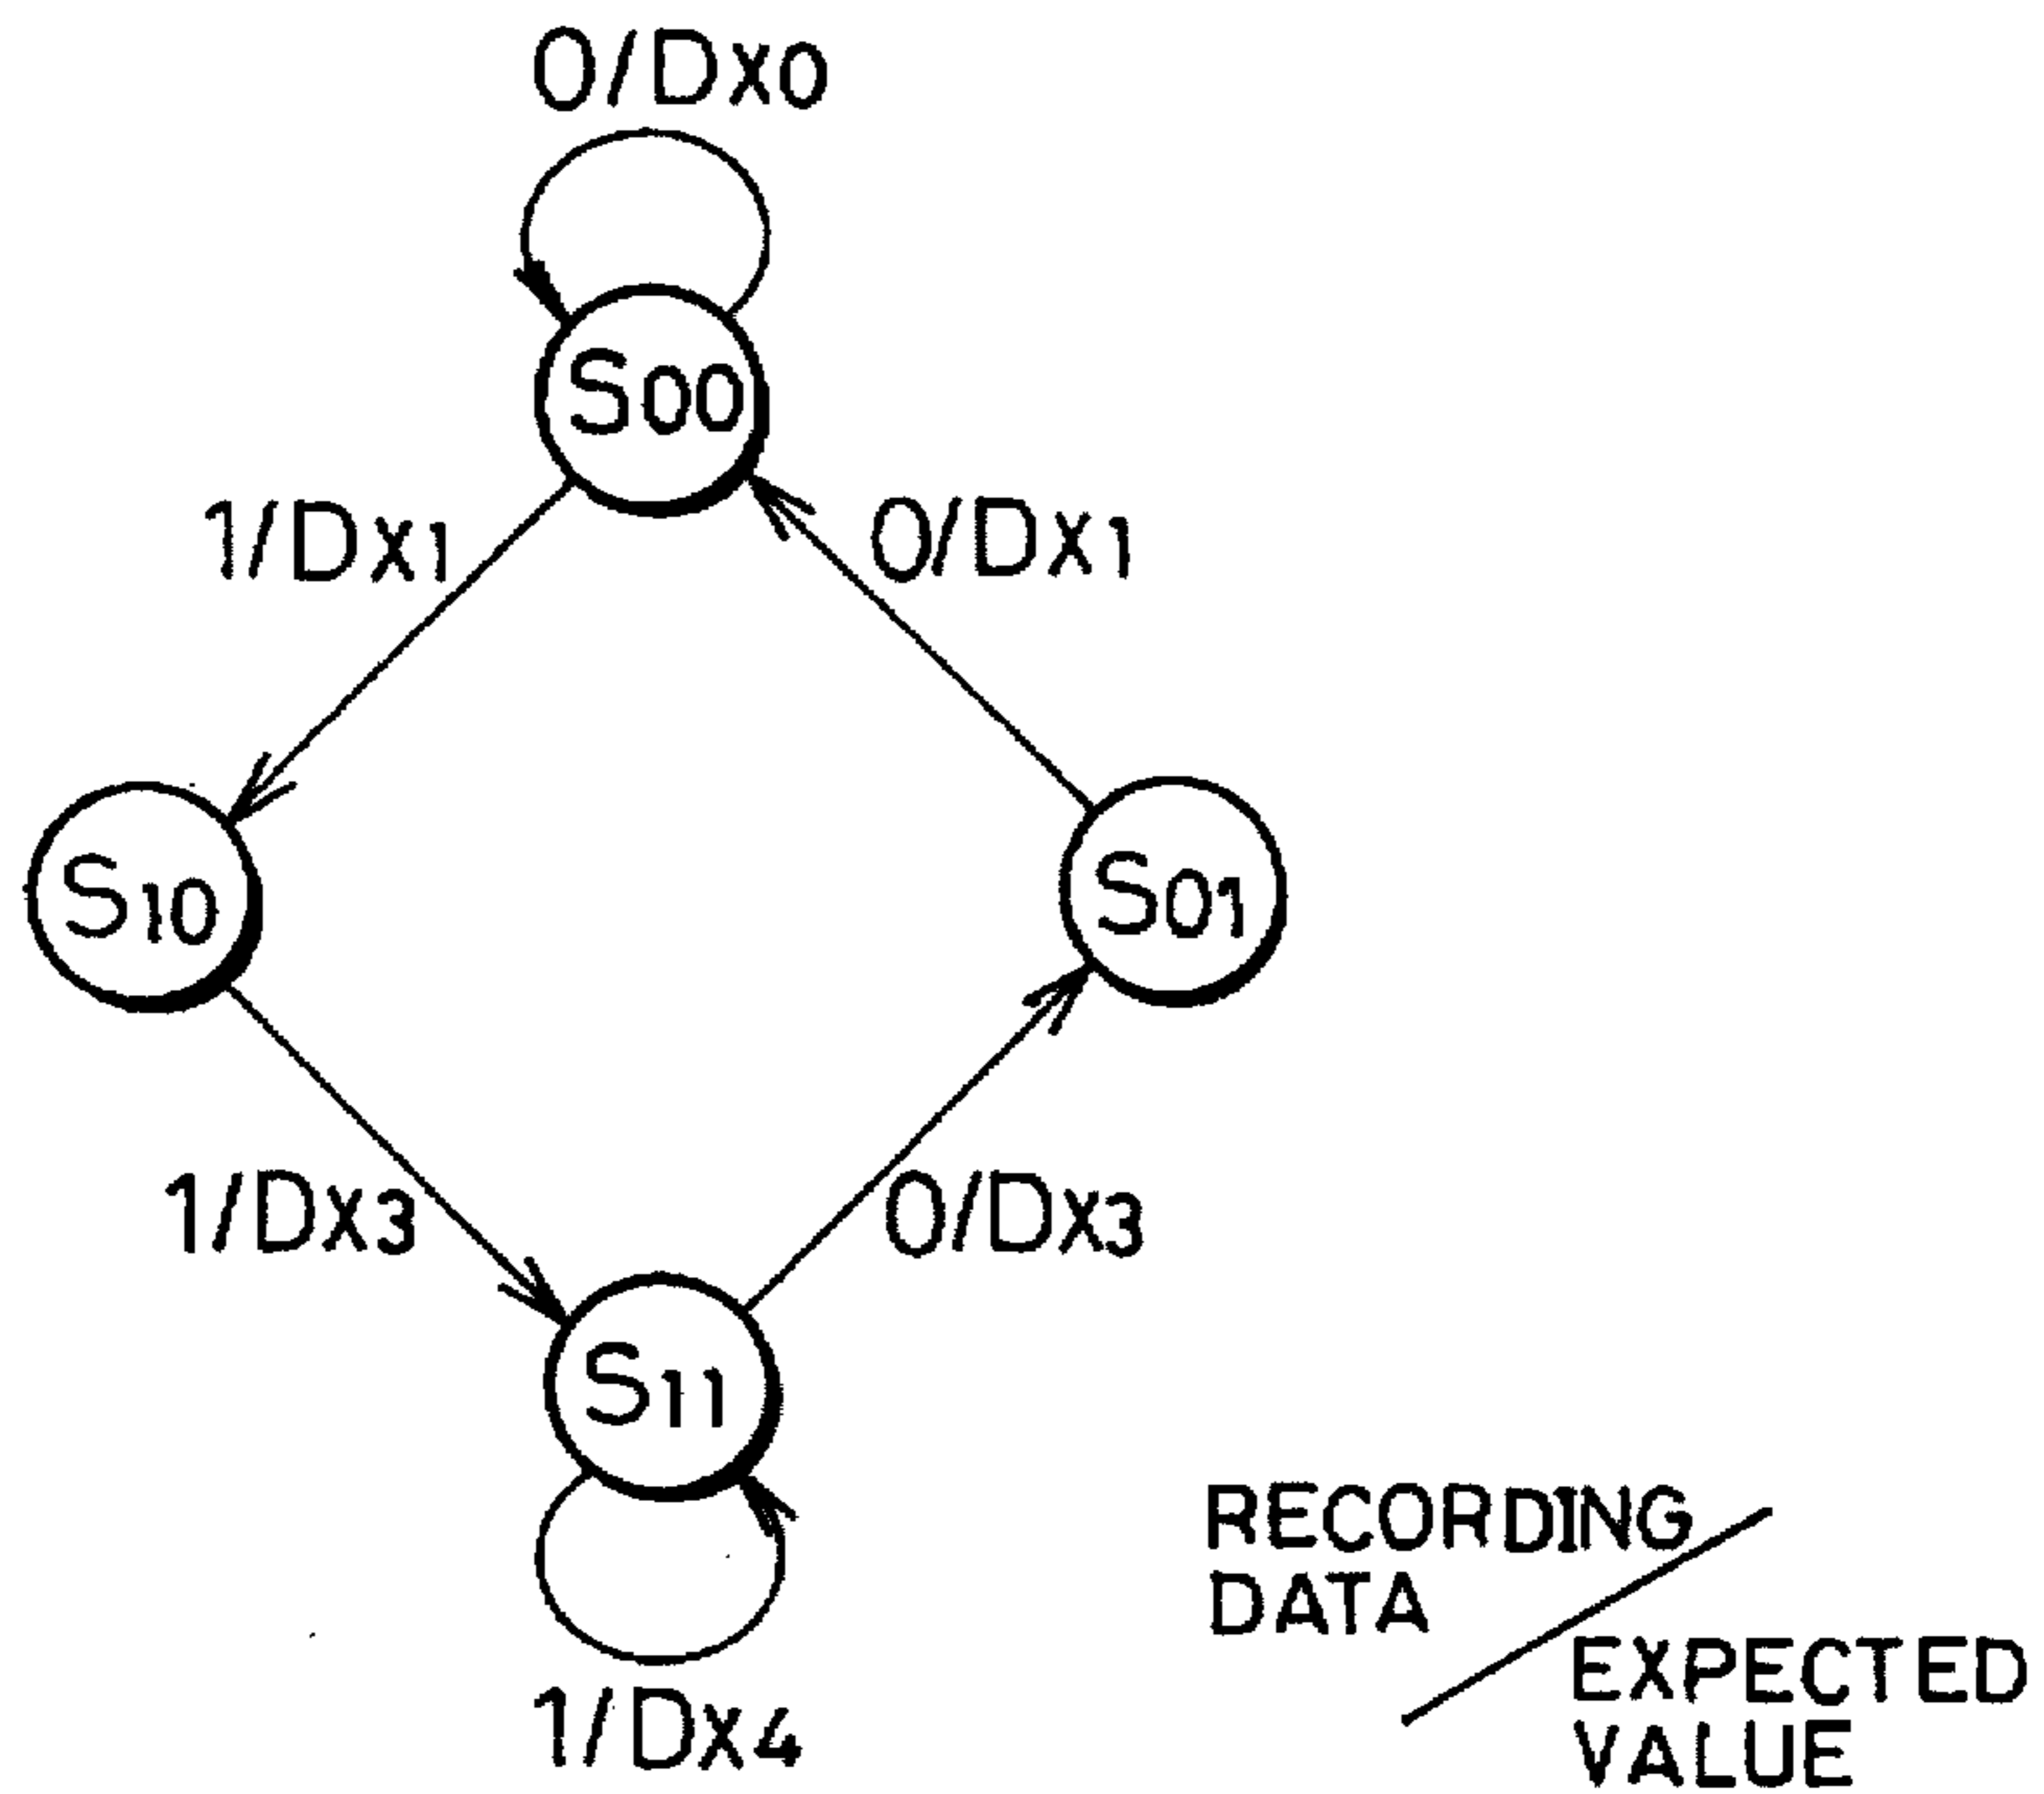 0/Dx0
S00
1/Dx1
0/Dx1
S10
S01
1/Dx3
0/Dx3
S11
1/Dx4
RECORDING
DATA
EXPECTED
VALUE